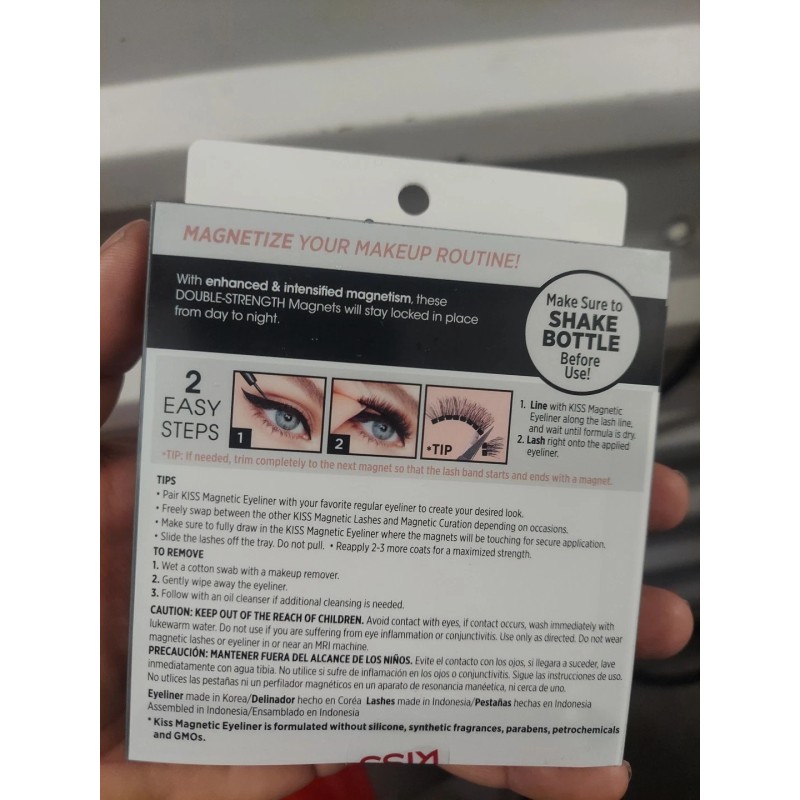 MAGNETIZE YOUR MAKEUP ROUTINE!
With enhanced & intensified magnetism, these
DOUBLE-STRENGTH Magnets will stay locked in place
from day to night.
Make Sure to
SHAKE
BOTTLE
Before
Use!
2
EASY
STEPS
1
2
*TIP
1. Line with KISS Magnetic
Eyeliner along the lash line,
and wait until formula is dry.
2. Lash right onto the applied
eyeliner.
*TIP: If needed, trim completely to the next magnet so that the lash band starts and ends with a magnet.
TIPS
• Pair KISS Magnetic Eyeliner with your favorite regular eyeliner to create your desired look.
• Freely swap between the other KISS Magnetic Lashes and Magnetic Curation depending on occasions.
• Make sure to fully draw in the KISS Magnetic Eyeliner where the magnets will be touching for secure application.
• Slide the lashes off the tray. Do not pull. • Reapply 2-3 more coats for a maximized strength.
TO REMOVE
1. Wet a cotton swab with a makeup remover.
2. Gently wipe away the eyeliner.
3. Follow with an oil cleanser if additional cleansing is needed.
CAUTION: KEEP OUT OF THE REACH OF CHILDREN. Avoid contact with eyes, if contact occurs, wash immediately with
lukewarm water. Do not use if you are suffering from eye inflammation or conjunctivitis. Use only as directed. Do not wear
magnetic lashes or eyeliner in or near an MRI machine.
PRECAUCIÓN: MANTENER FUERA DEL ALCANCE DE LOS NIÑOS. Evite el contacto con los ojos, si llegara a suceder, lave
inmediatamente con agua tibia. No utilice si sufre de inflamación en los ojos o conjuntivitis. Sigue las instrucciones de uso.
No utlices las pestañas ni un perfilador magnéticos en un aparato de resonancia manéetica, ni cerca de uno.
Eyeliner made in Korea/Delinador hecho en Coréa Lashes made in Indonesia/Pestañas hechas en Indonesia
Assembled in Indonesia/Ensamblado en Indonesia
* Kiss Magnetic Eyeliner is formulated without silicone, synthetic fragrances, parabens, petrochemicals
and GMOs.
KISS